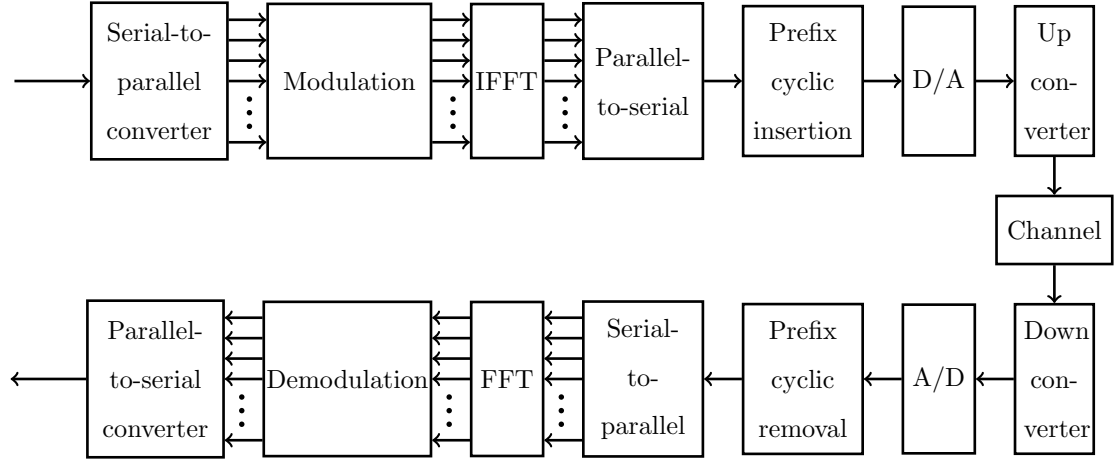 Serial-to-
parallel
converter
Modulation
IFFT
Parallel-
to-serial
Prefix
cyclic
insertion
D/A
Up
con-
verter
Channel
Parallel-
to-serial
converter
Demodulation
FFT
Serial-
to-
parallel
Prefix
cyclic
removal
A/D
Down
con-
verter